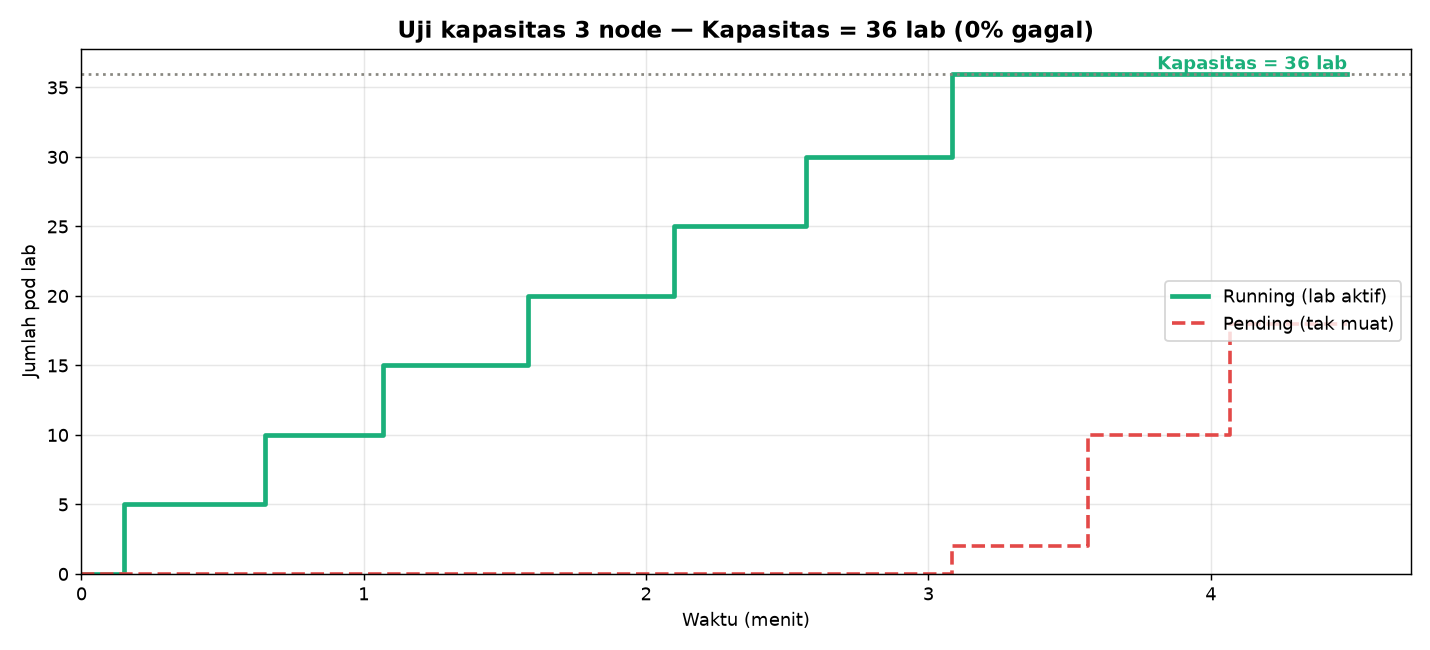 Uji kapasitas 3 node — Kapasitas = 36 lab (0% gagal)
Kapasitas = 36 lab
35
30
25
20
15
10
5
0
Jumlah pod lab
Running (lab aktif)
Pending (tak muat)
0 1 2 3 4
Waktu (menit)